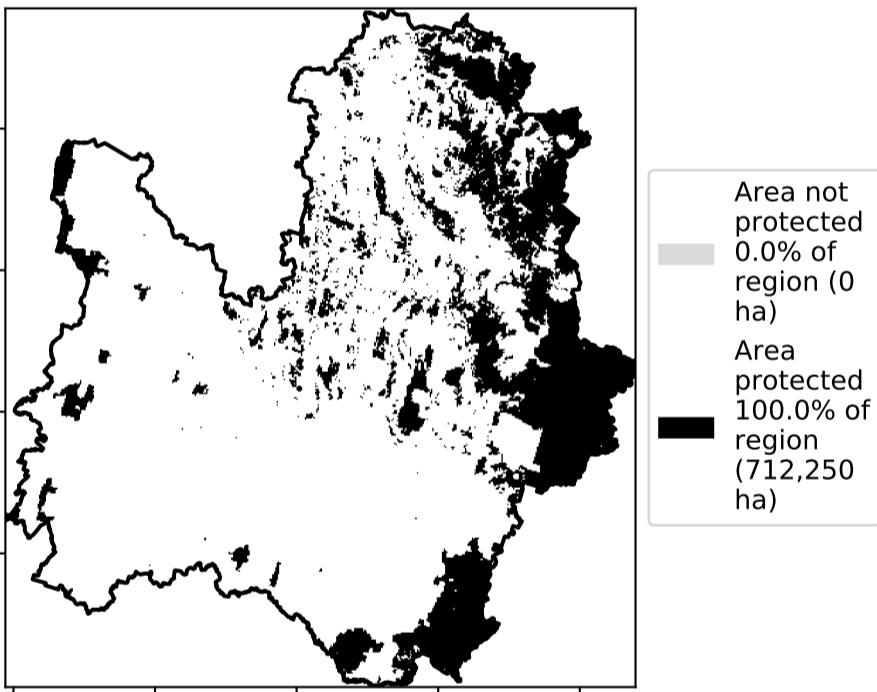 Area not
protected
0.0% of
region (0
ha)
Area
protected
100.0% of
region
(712,250
ha)